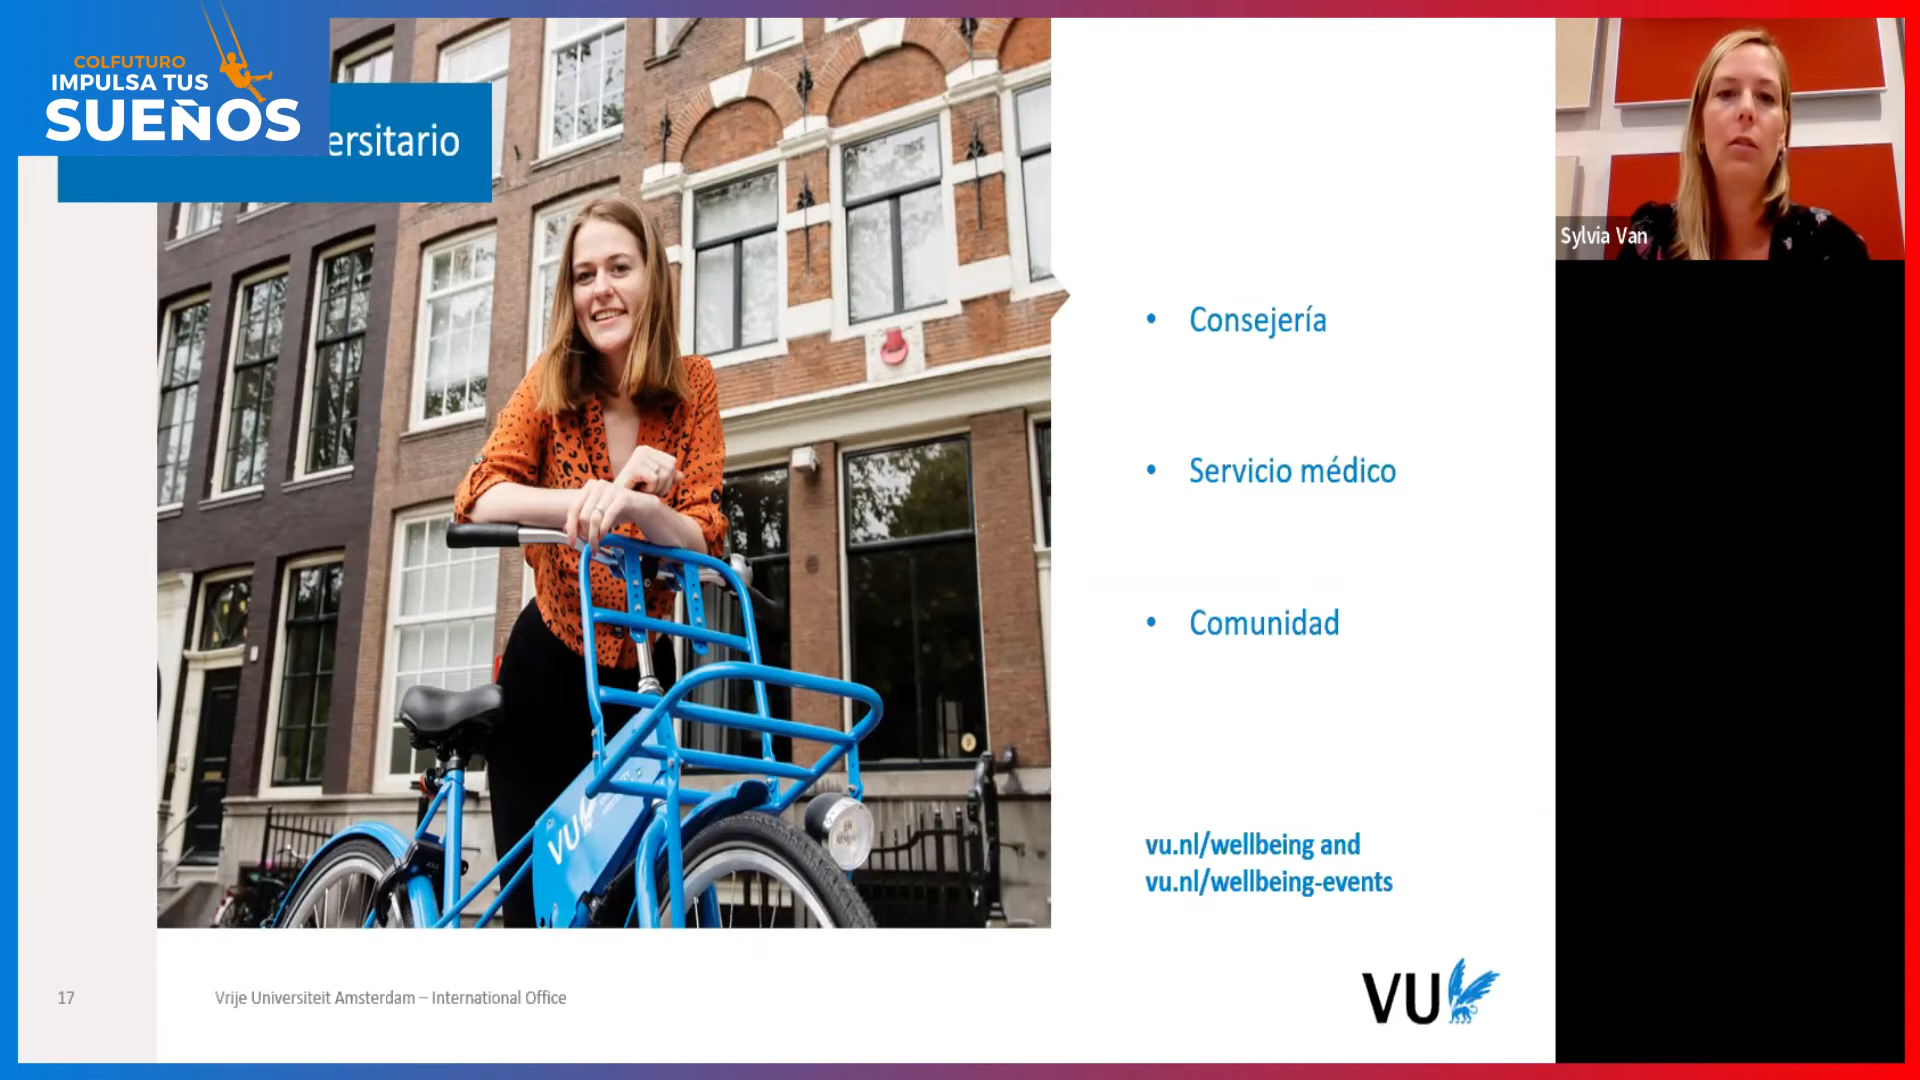 COLFUTURO
IMPULSA TUS
SUEÑOS
ersitario
Sylvia Van
• Consejería
• Servicio médico
• Comunidad
vu.nl/wellbeing and
vu.nl/wellbeing-events
VU
17
Vrije Universiteit Amsterdam – International Office
VU